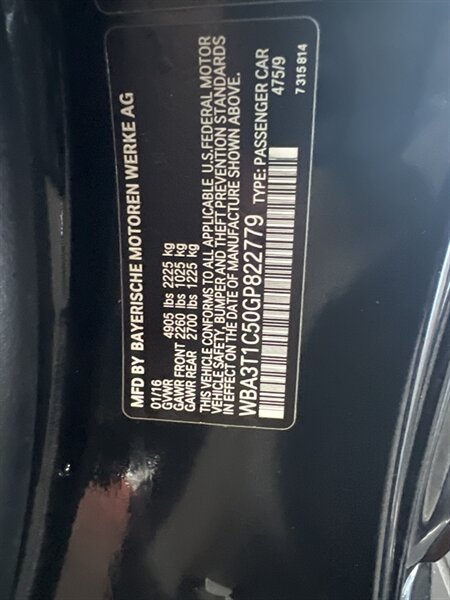 MFD BY BAYERISCHE MOTOREN WERKE AG
01/16
GVWR 4905 lbs 2225 kg
GAWR FRONT 2260 lbs 1025 kg
GAWR REAR 2700 lbs 1225 kg
THIS VEHICLE CONFORMS TO ALL APPLICABLE U.S.FEDERAL MOTOR
VEHICLE SAFETY, BUMPER AND THEFT PREVENTION STANDARDS
IN EFFECT ON THE DATE OF MANUFACTURE SHOWN ABOVE.
WBA3T1C50GP822779 TYPE: PASSENGER CAR
475/9
7 315 814